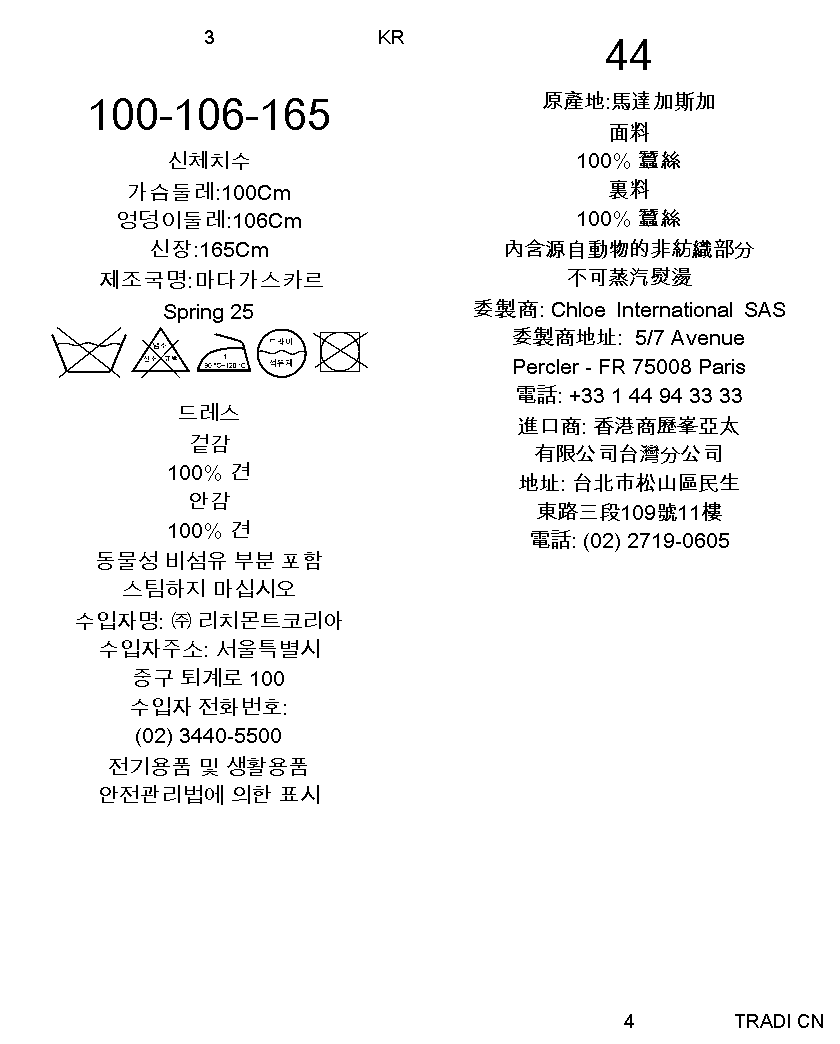 3
KR
100-106-165
신체치수
가슴둘레:100Cm
엉덩이둘레:106Cm
신장:165Cm
제조국명:마다가스카르
Spring 25
염소
산소 표백
1
90 °C~120 °C
드라이
석유계
드레스
겉감
100% 견
안감
100% 견
동물성 비섬유 부분 포함
스팀하지 마십시오
수입자명: ㈜ 리치몬트코리아
수입자주소: 서울특별시
중구 퇴계로 100
수입자 전화번호:
(02) 3440-5500
전기용품 및 생활용품
안전관리법에 의한 표시
44
原產地:馬達加斯加
面料
100% 蠶絲
裏料
100% 蠶絲
內含源自動物的非紡織部分
不可蒸汽熨燙
委製商: Chloe International SAS
委製商地址: 5/7 Avenue
Percler - FR 75008 Paris
電話: +33 1 44 94 33 33
進口商: 香港商歷峯亞太
有限公司台灣分公司
地址: 台北市松山區民生
東路三段109號11樓
電話: (02) 2719-0605
4
TRADI CN